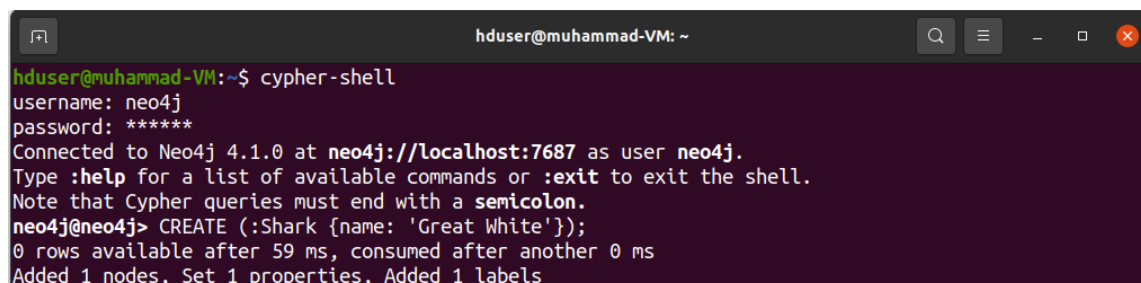 hduser@muhammad-VM: ~
hduser@muhammad-VM:~$ cypher-shell
username: neo4j
password: ******
Connected to Neo4j 4.1.0 at neo4j://localhost:7687 as user neo4j.
Type :help for a list of available commands or :exit to exit the shell.
Note that Cypher queries must end with a semicolon.
neo4j@neo4j> CREATE (:Shark {name: 'Great White'});
0 rows available after 59 ms, consumed after another 0 ms
Added 1 nodes, Set 1 properties, Added 1 labels